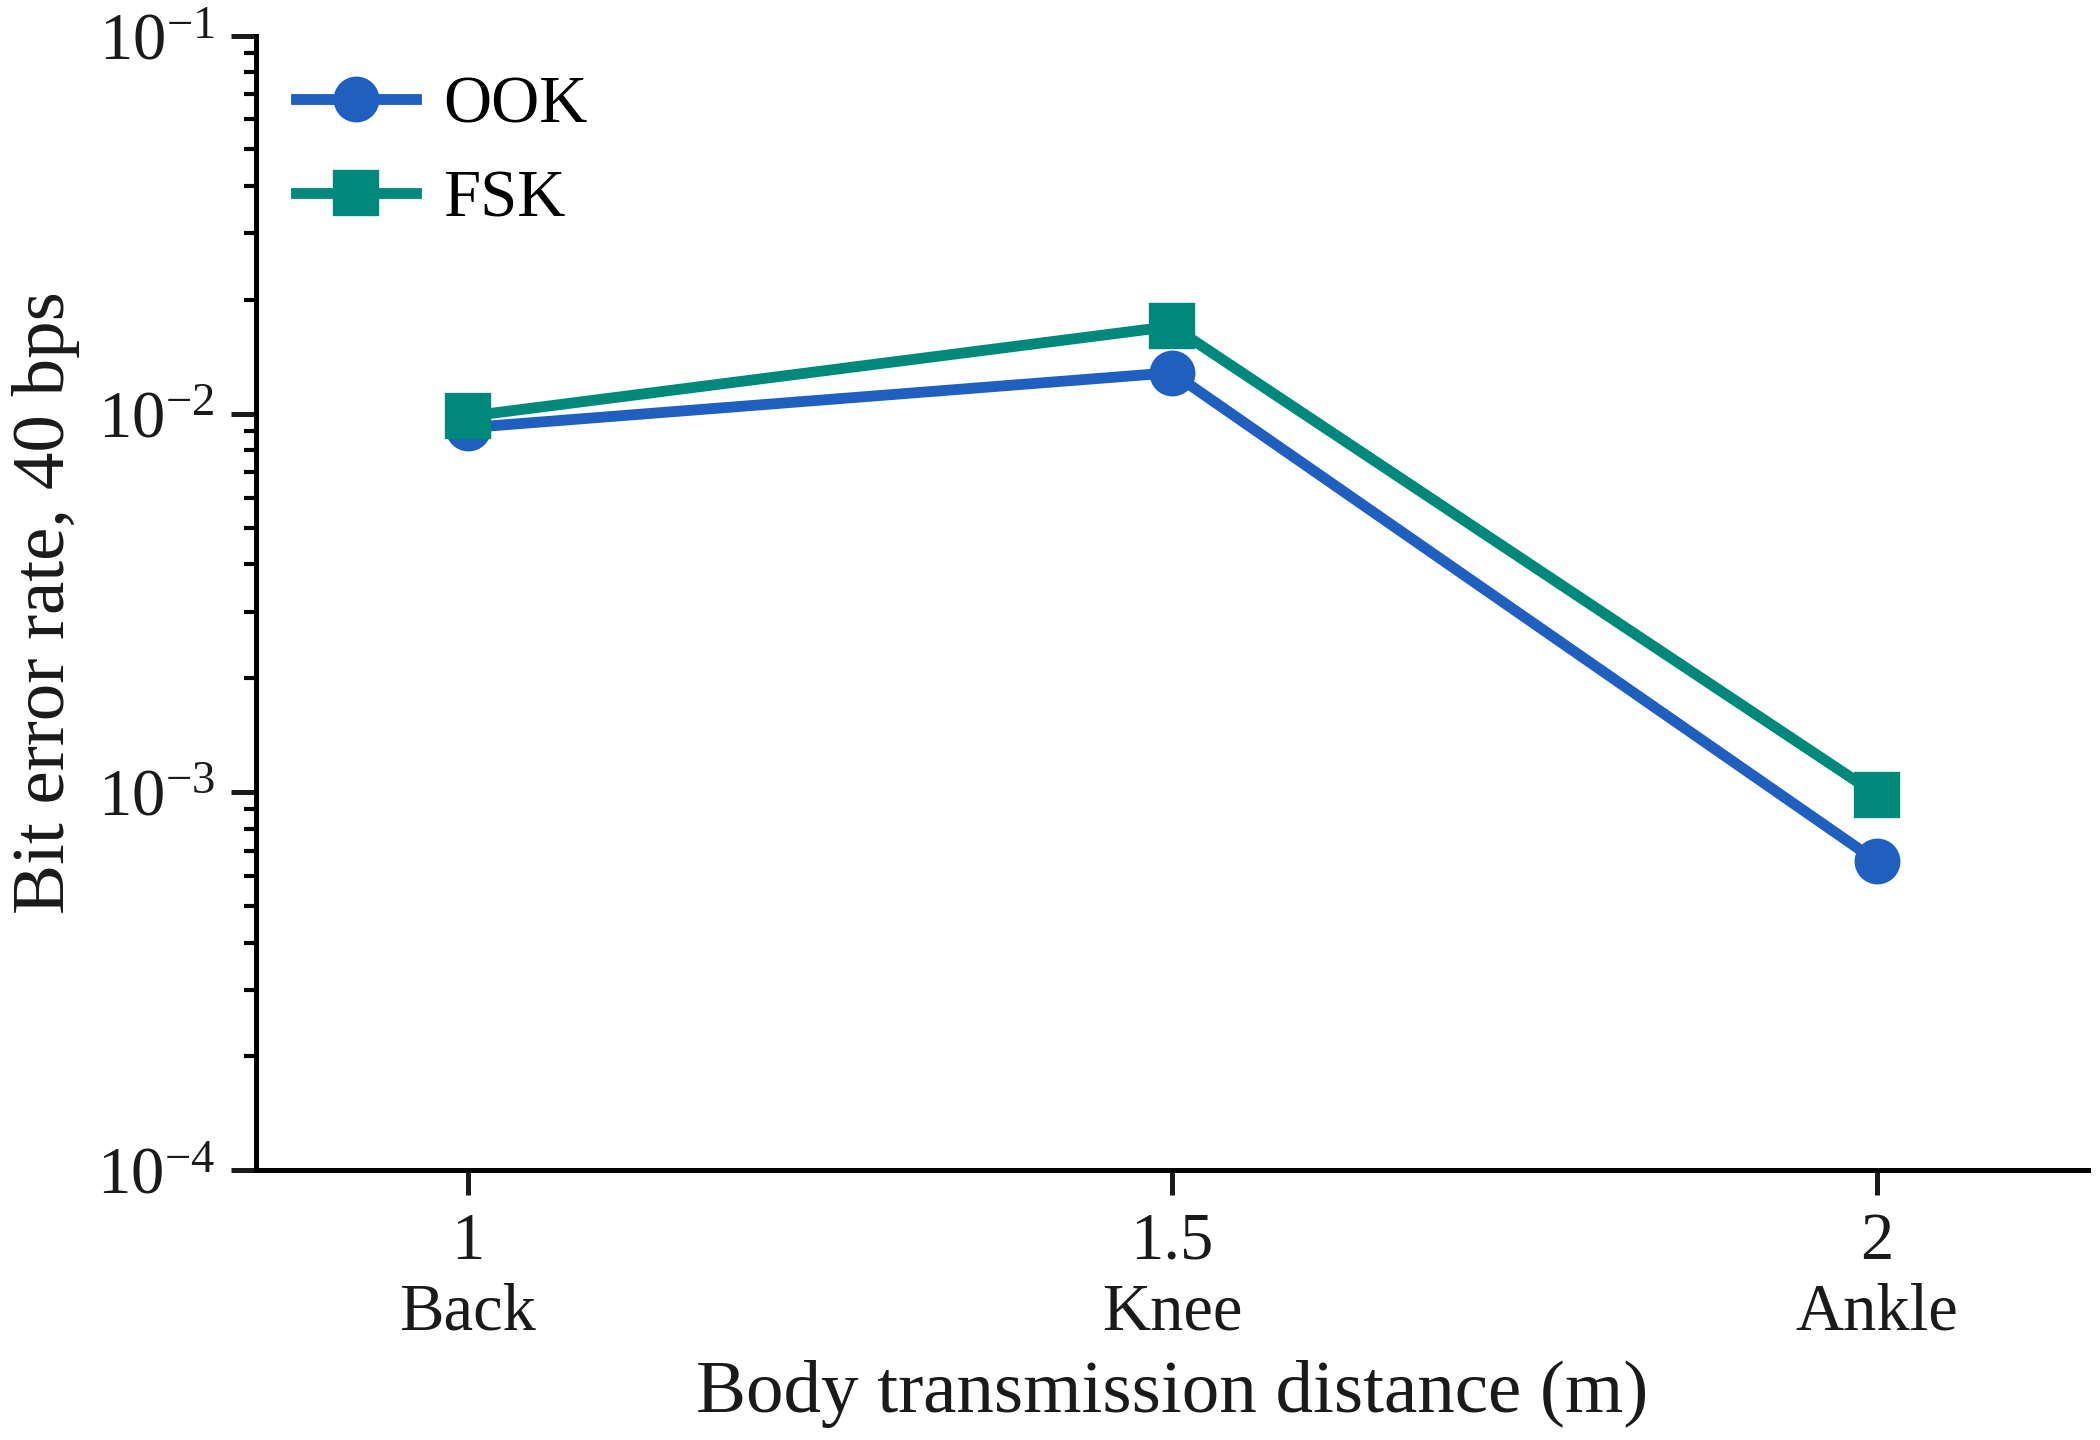 10⁻¹
OOK
FSK
10⁻²
10⁻³
10⁻⁴
Bit error rate, 40 bps
1
1.5
2
Back
Knee
Ankle
Body transmission distance (m)